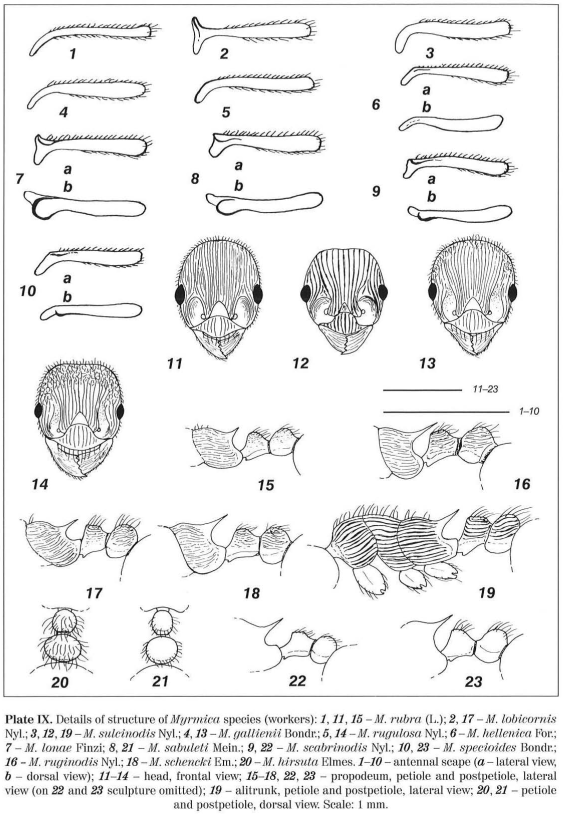 1
2
3
4
5
a
6
b
a
7
b
a
8
b
a
9
b
a
10
b
11
12
13
14
11–23
1–10
15
16
17
18
19
20
21
22
23
Plate IX. Details of structure of Myrmica species (workers): 1, 11, 15 – M. rubra (L.); 2, 17 – M. lobicornis
Nyl.; 3, 12, 19 – M. sulcinodis Nyl.; 4, 13 – M. gallienii Bondr.; 5, 14 – M. rugulosa Nyl.; 6 – M. hellenica For.;
7 – M. lonae Finzi; 8, 21 – M. sabuleti Mein.; 9, 22 – M. scabrinodis Nyl.; 10, 23 – M. specioides Bondr.;
16 - M. ruginodis Nyl.; 18 – M. schencki Em.; 20 – M. hirsuta Elmes. 1–10 – antennal scape (a – lateral view,
b – dorsal view); 11–14 – head, frontal view; 15–18, 22, 23 – propodeum, petiole and postpetiole, lateral
view (on 22 and 23 sculpture omitted); 19 – alitrunk, petiole and postpetiole, lateral view; 20, 21 – petiole
and postpetiole, dorsal view. Scale: 1 mm.